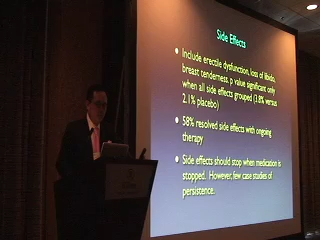 Side Effects
• Include erectile dysfunction, loss of libido,
breast tenderness. p value significant only
when all side effects grouped (3.8% versus
2.1% placebo)
• 58% resolved side effects with ongoing
therapy
• Side effects should stop when medication is
stopped. However, few case studies of
persistence.